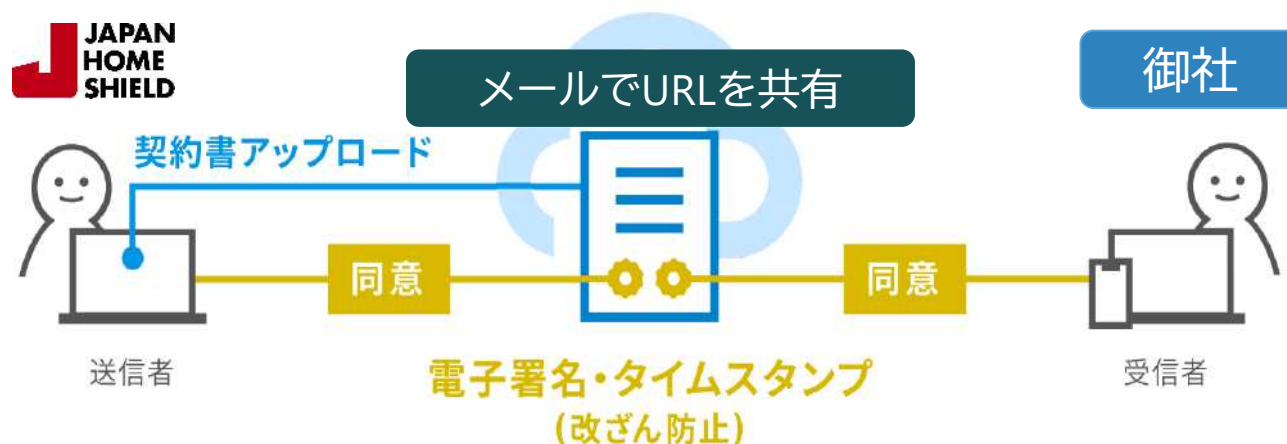 JAPAN
HOME
SHIELD
メールでURLを共有
御社
契約書アップロード
同意
同意
送信者
電子署名・タイムスタンプ
(改ざん防止)
受信者